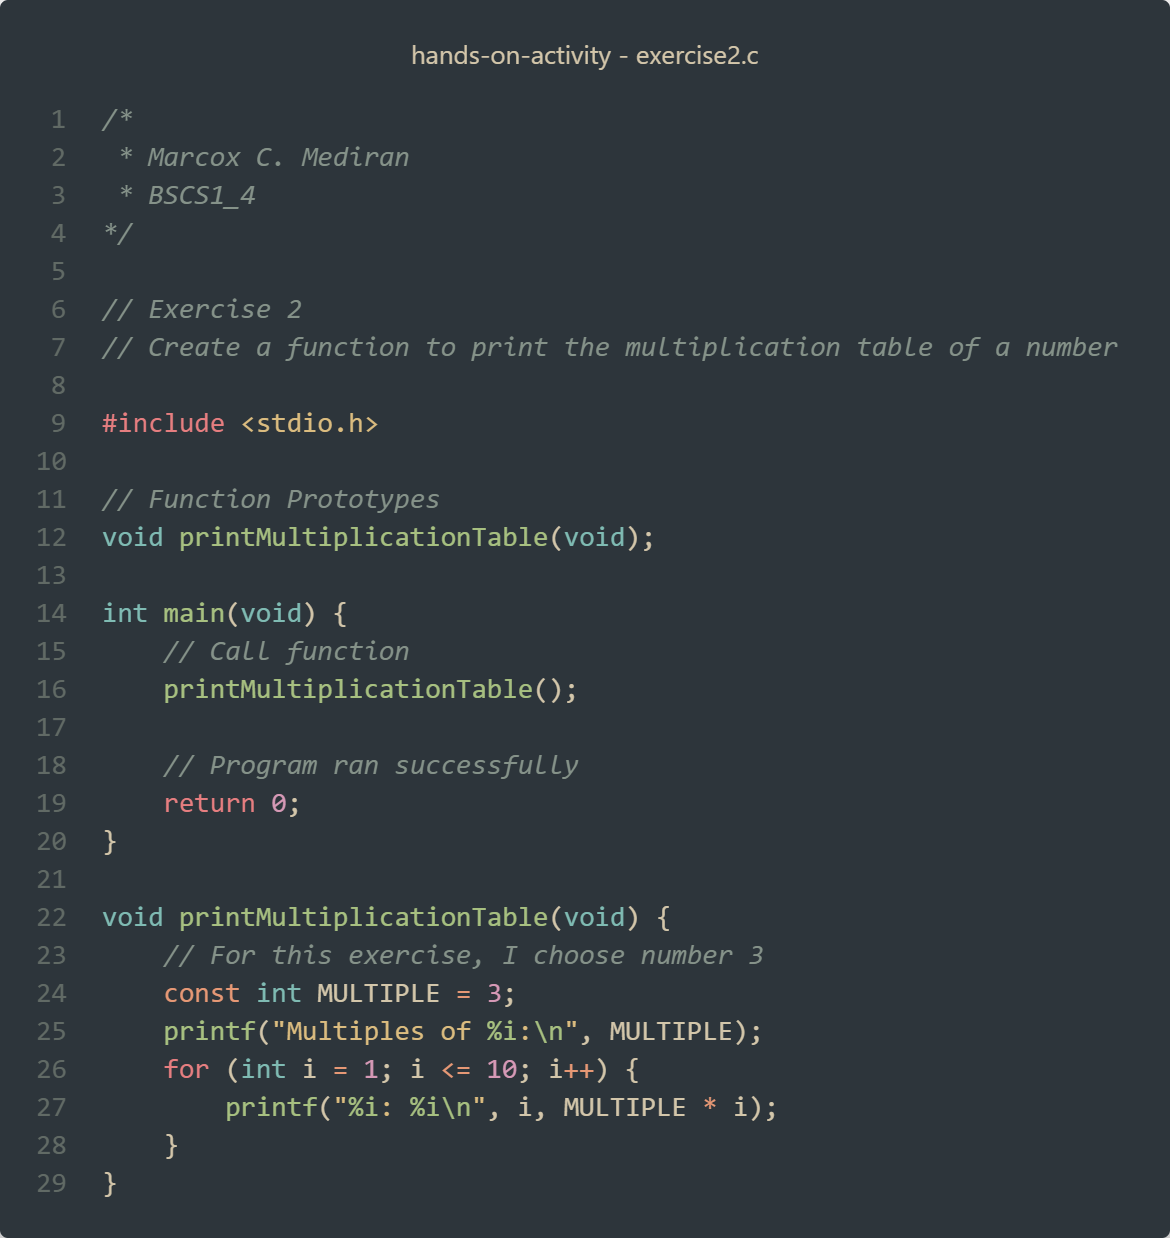 hands-on-activity - exercise2.c
1 /*
2  * Marcox C. Mediran
3  * BSCS1_4
4 */
5
6 // Exercise 2
7 // Create a function to print the multiplication table of a number
8
9 #include <stdio.h>
10
11 // Function Prototypes
12 void printMultiplicationTable(void);
13
14 int main(void) {
15     // Call function
16     printMultiplicationTable();
17
18     // Program ran successfully
19     return 0;
20 }
21
22 void printMultiplicationTable(void) {
23     // For this exercise, I choose number 3
24     const int MULTIPLE = 3;
25     printf("Multiples of %i:\n", MULTIPLE);
26     for (int i = 1; i <= 10; i++) {
27         printf("%i: %i\n", i, MULTIPLE * i);
28     }
29 }